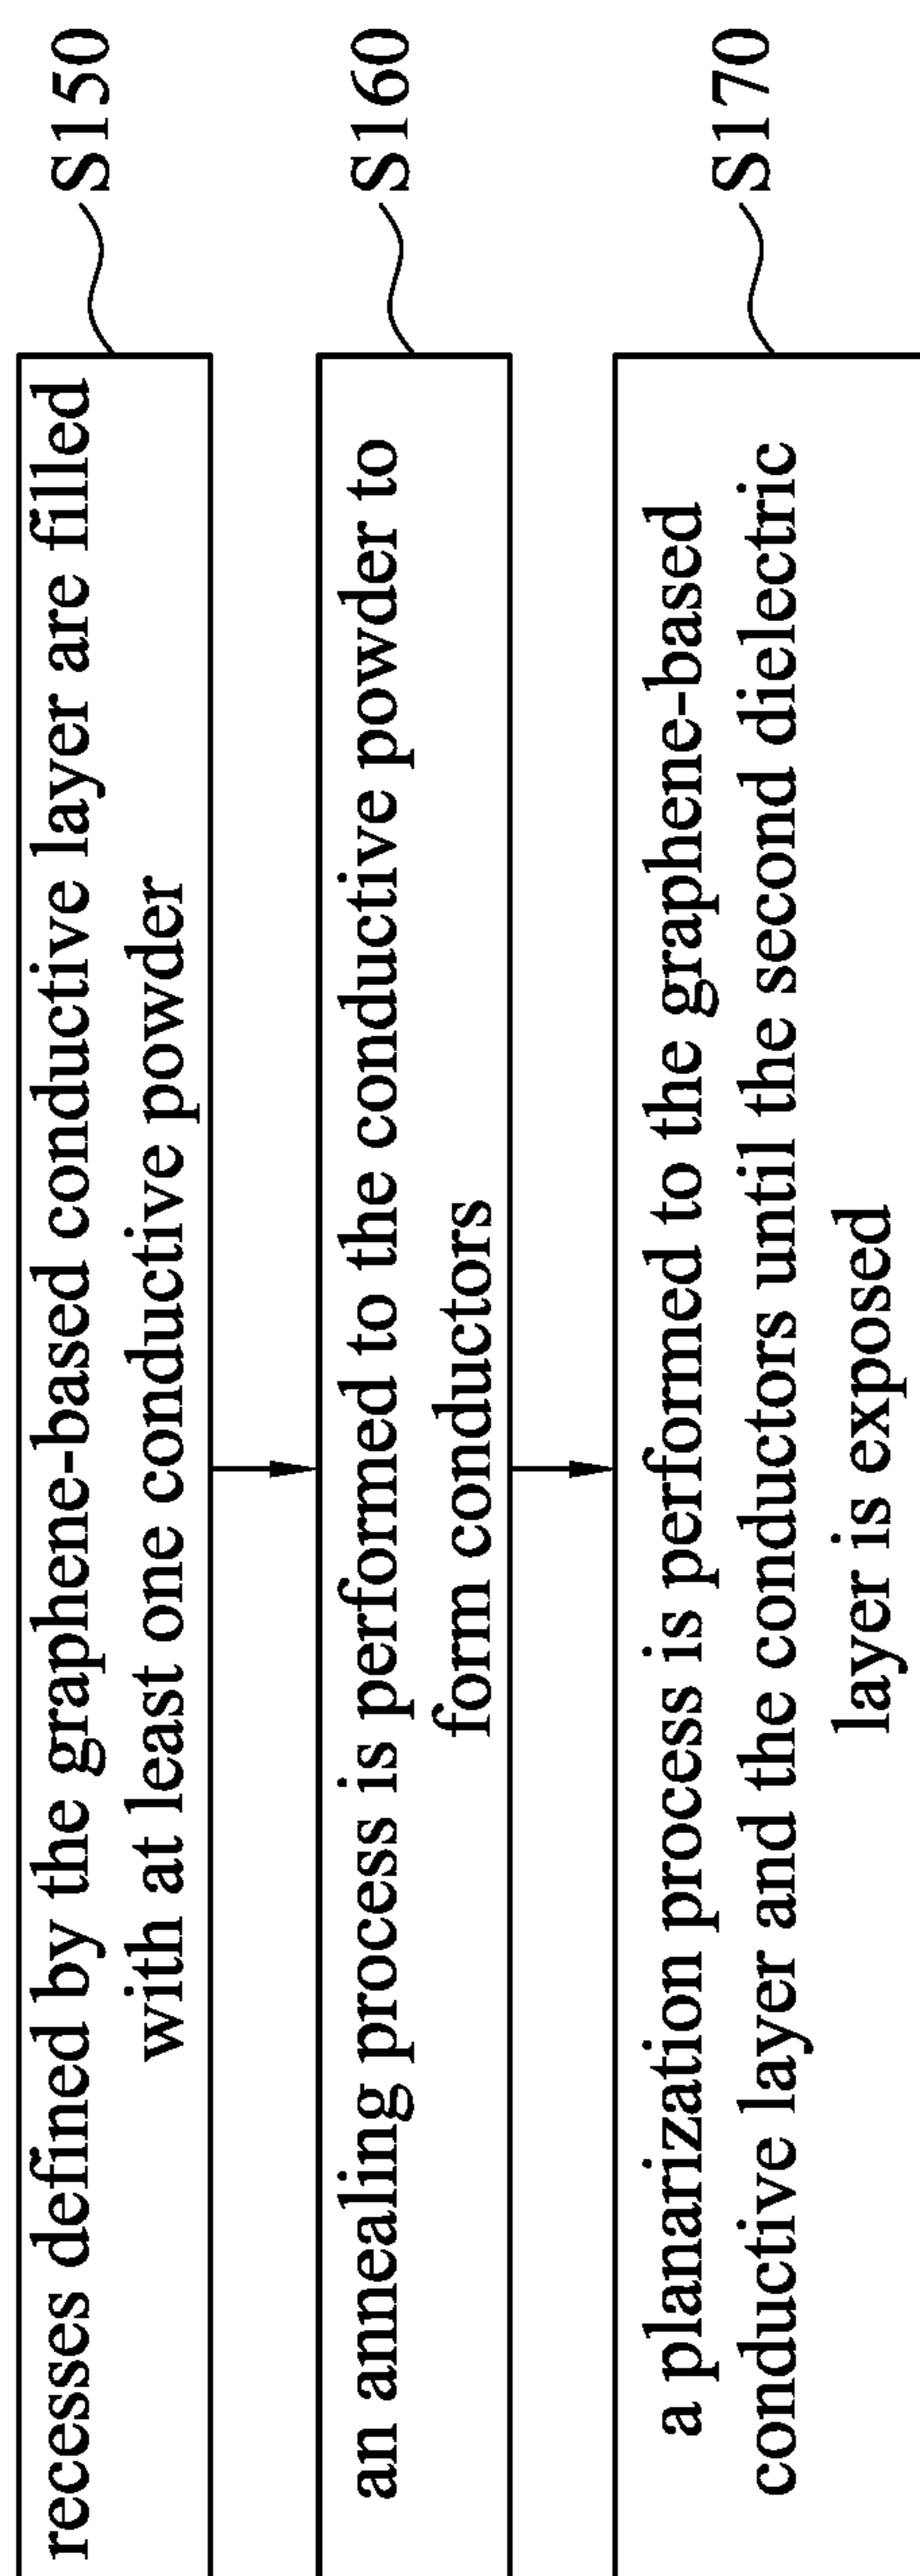 recesses defined by the graphene-based conductive layer are filled
with at least one conductive powder
S150
an annealing process is performed to the conductive powder to
form conductors
S160
a planarization process is performed to the graphene-based
conductive layer and the conductors until the second dielectric
layer is exposed
S170